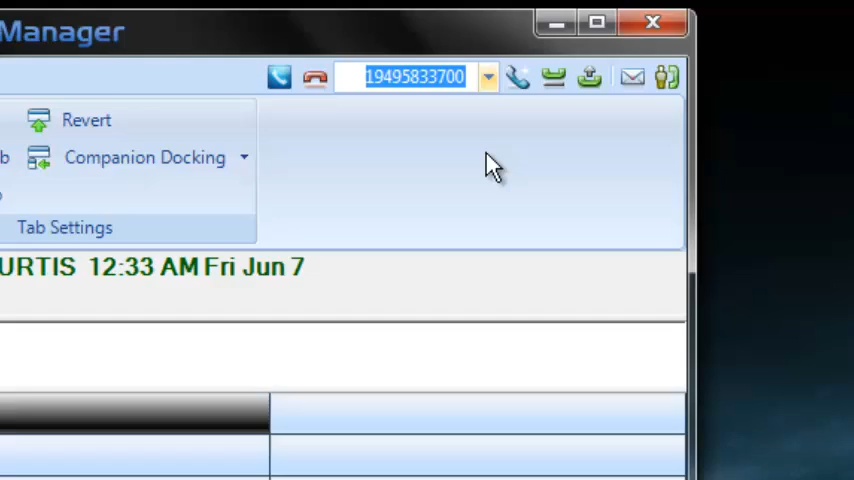 Manager
19495833700
Revert
Companion Docking
Tab Settings
URTIS 12:33 AM Fri Jun 7